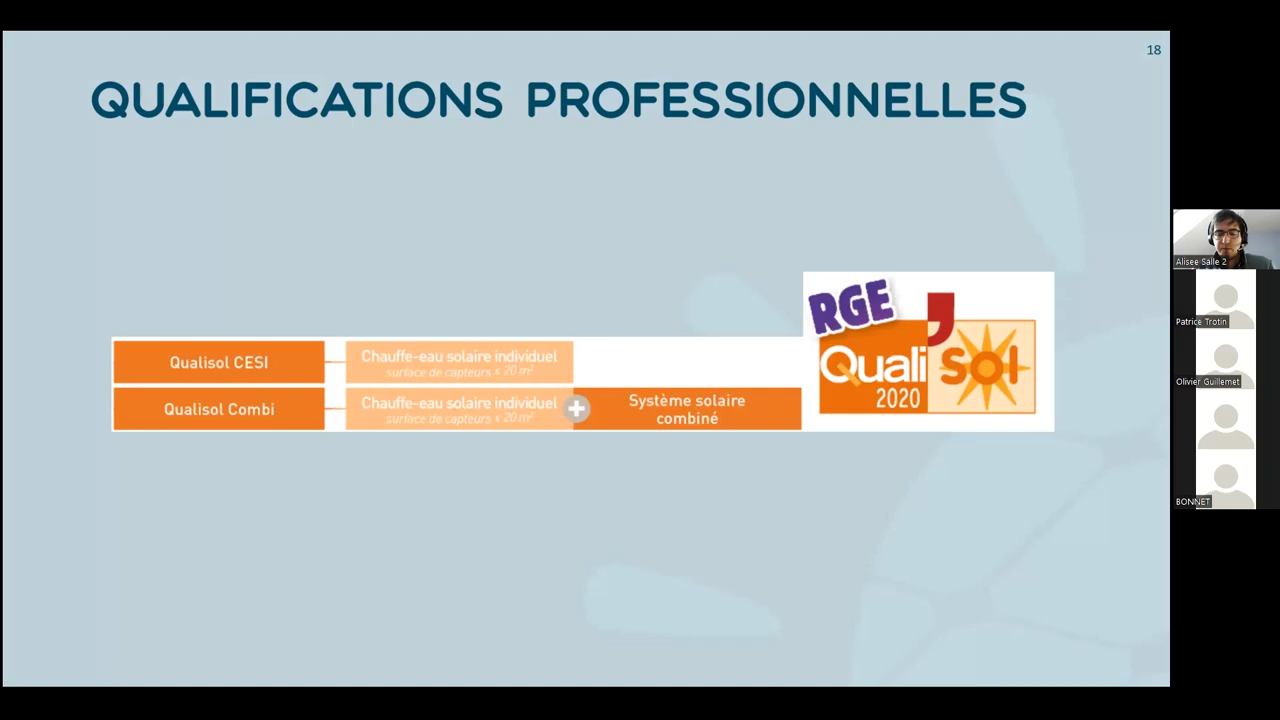 18
QUALIFICATIONS PROFESSIONNELLES
RGE
Quali'sol
2020
Qualisol CESI
Chauffe-eau solaire individuel
surface de capteurs ≤ 20 m²
Qualisol Combi
Chauffe-eau solaire individuel
surface de capteurs ≤ 20 m²
+
Système solaire
combiné
Alisee Salle 2
Patrice Trotin
Olivier Guillemet
BONNET